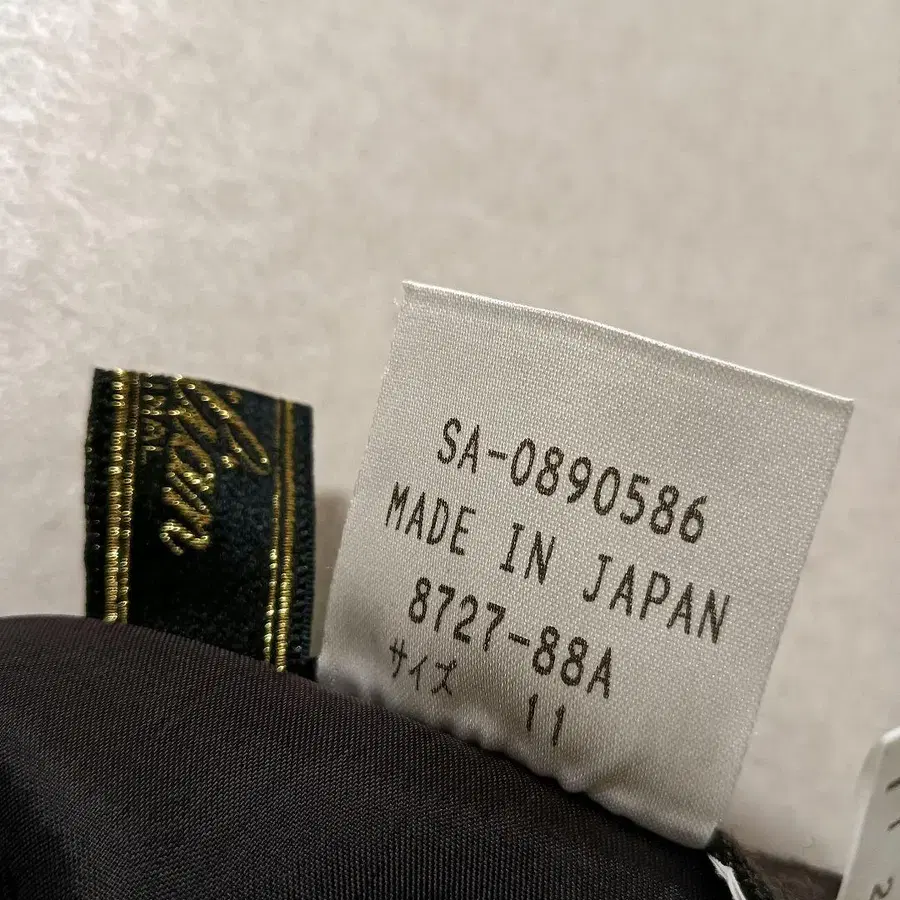 SA-0890586
MADE IN JAPAN
8727-88A
サイズ 11